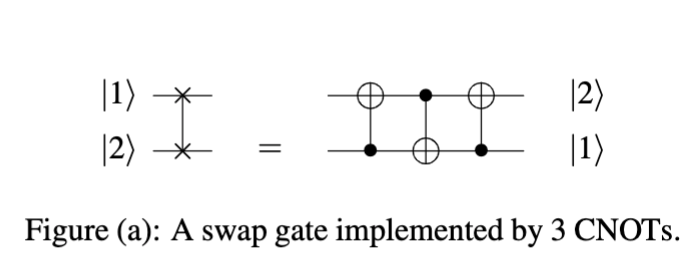 |1⟩ |2⟩
|2⟩ = |1⟩
Figure (a): A swap gate implemented by 3 CNOTs.